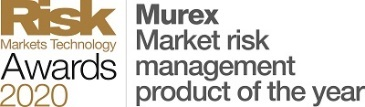 Risk
Markets Technology
Awards
2020
Murex
Market risk
management
product of the year